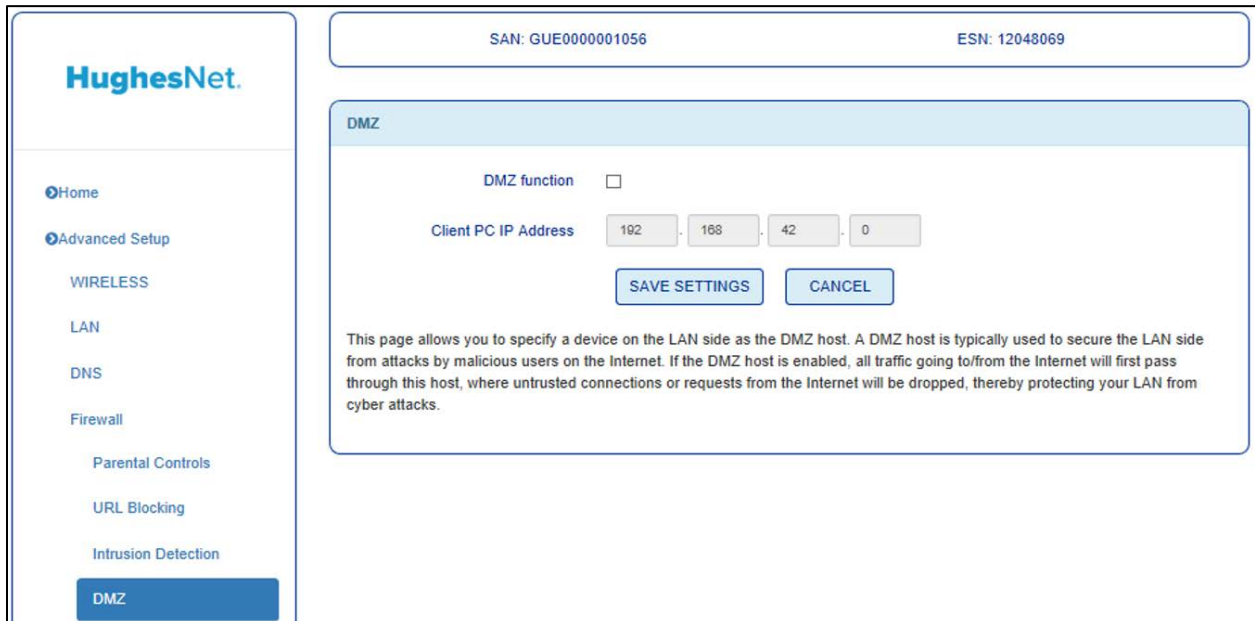 HughesNet.
Home
Advanced Setup
WIRELESS
LAN
DNS
Firewall
Parental Controls
URL Blocking
Intrusion Detection
DMZ
SAN: GUE0000001056 ESN: 12048069
DMZ
DMZ function
Client PC IP Address 192 . 168 . 42 . 0
SAVE SETTINGS CANCEL
This page allows you to specify a device on the LAN side as the DMZ host. A DMZ host is typically used to secure the LAN side
from attacks by malicious users on the Internet. If the DMZ host is enabled, all traffic going to/from the Internet will first pass
through this host, where untrusted connections or requests from the Internet will be dropped, thereby protecting your LAN from
cyber attacks.